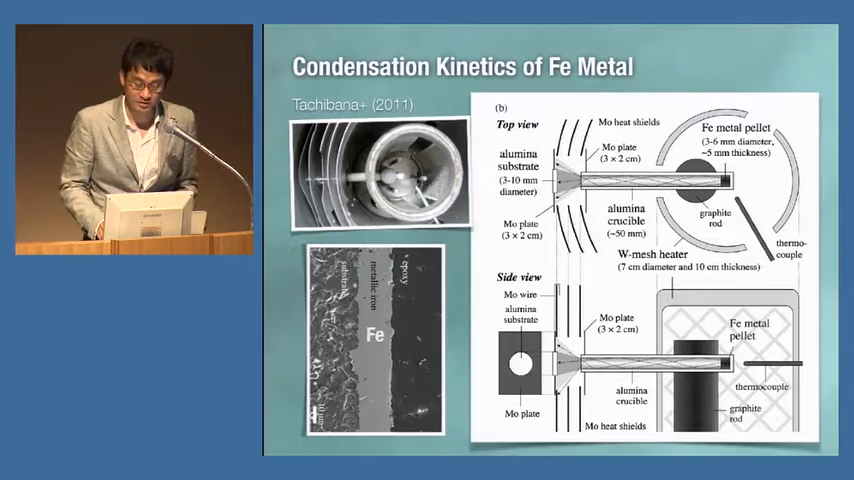 Condensation Kinetics of Fe Metal
Tachibana+ (2011)
substrate
metallic iron
epoxy
Fe
10 μm
(b)
Top view
Mo heat shields
Mo plate
(3 × 2 cm)
alumina
substrate
(3-10 mm
diameter)
Mo plate
(3 × 2 cm)
alumina
crucible
(~50 mm)
Fe metal pellet
(3-6 mm diameter,
~5 mm thickness)
graphite
rod
thermo-
couple
W-mesh heater
(7 cm diameter and 10 cm thickness)
Side view
Mo wire
alumina
substrate
Mo plate
(3 × 2 cm)
Fe metal
pellet
thermocouple
alumina
crucible
graphite
rod
Mo plate
Mo heat shields